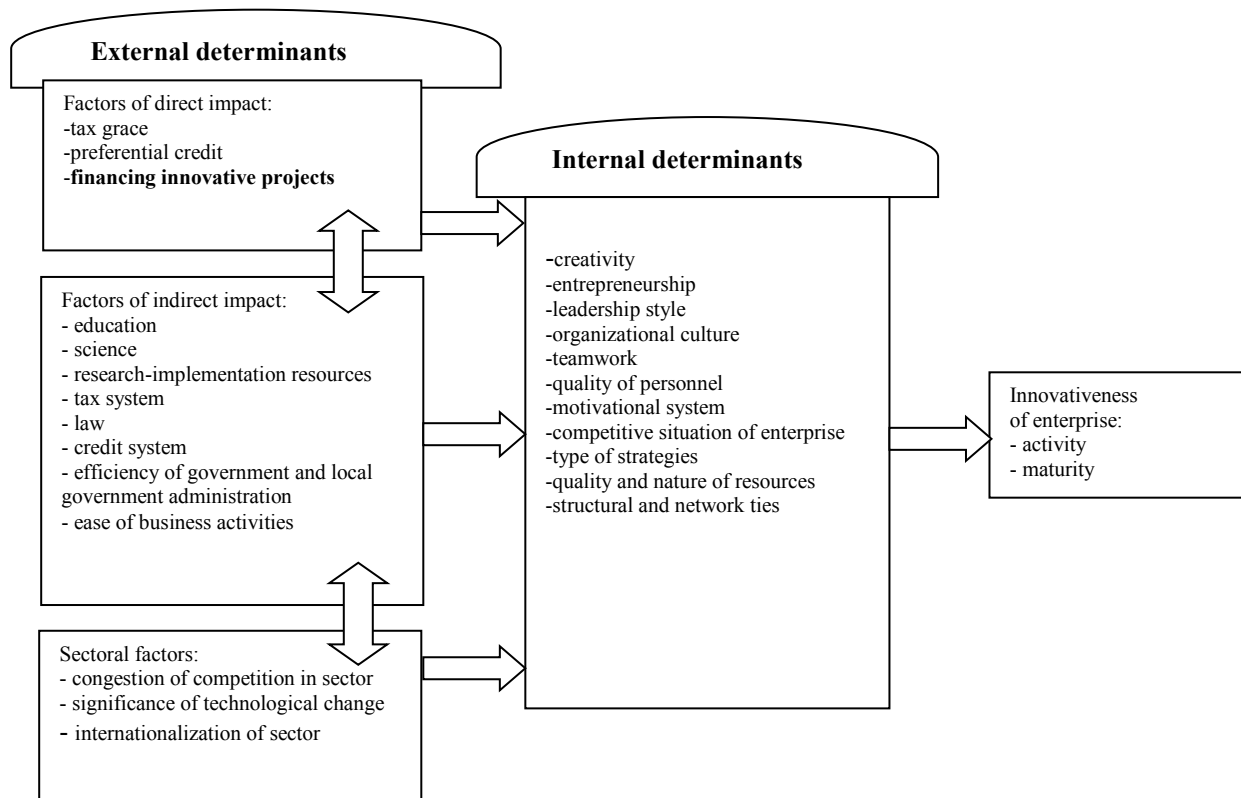 External determinants
Factors of direct impact:
-tax grace
-preferential credit
-financing innovative projects
Factors of indirect impact:
- education
- science
- research-implementation resources
- tax system
- law
- credit system
- efficiency of government and local
government administration
- ease of business activities
Sectoral factors:
- congestion of competition in sector
- significance of technological change
- internationalization of sector
Internal determinants
-creativity
-entrepreneurship
-leadership style
-organizational culture
-teamwork
-quality of personnel
-motivational system
-competitive situation of enterprise
-type of strategies
-quality and nature of resources
-structural and network ties
Innovativeness
of enterprise:
- activity
- maturity